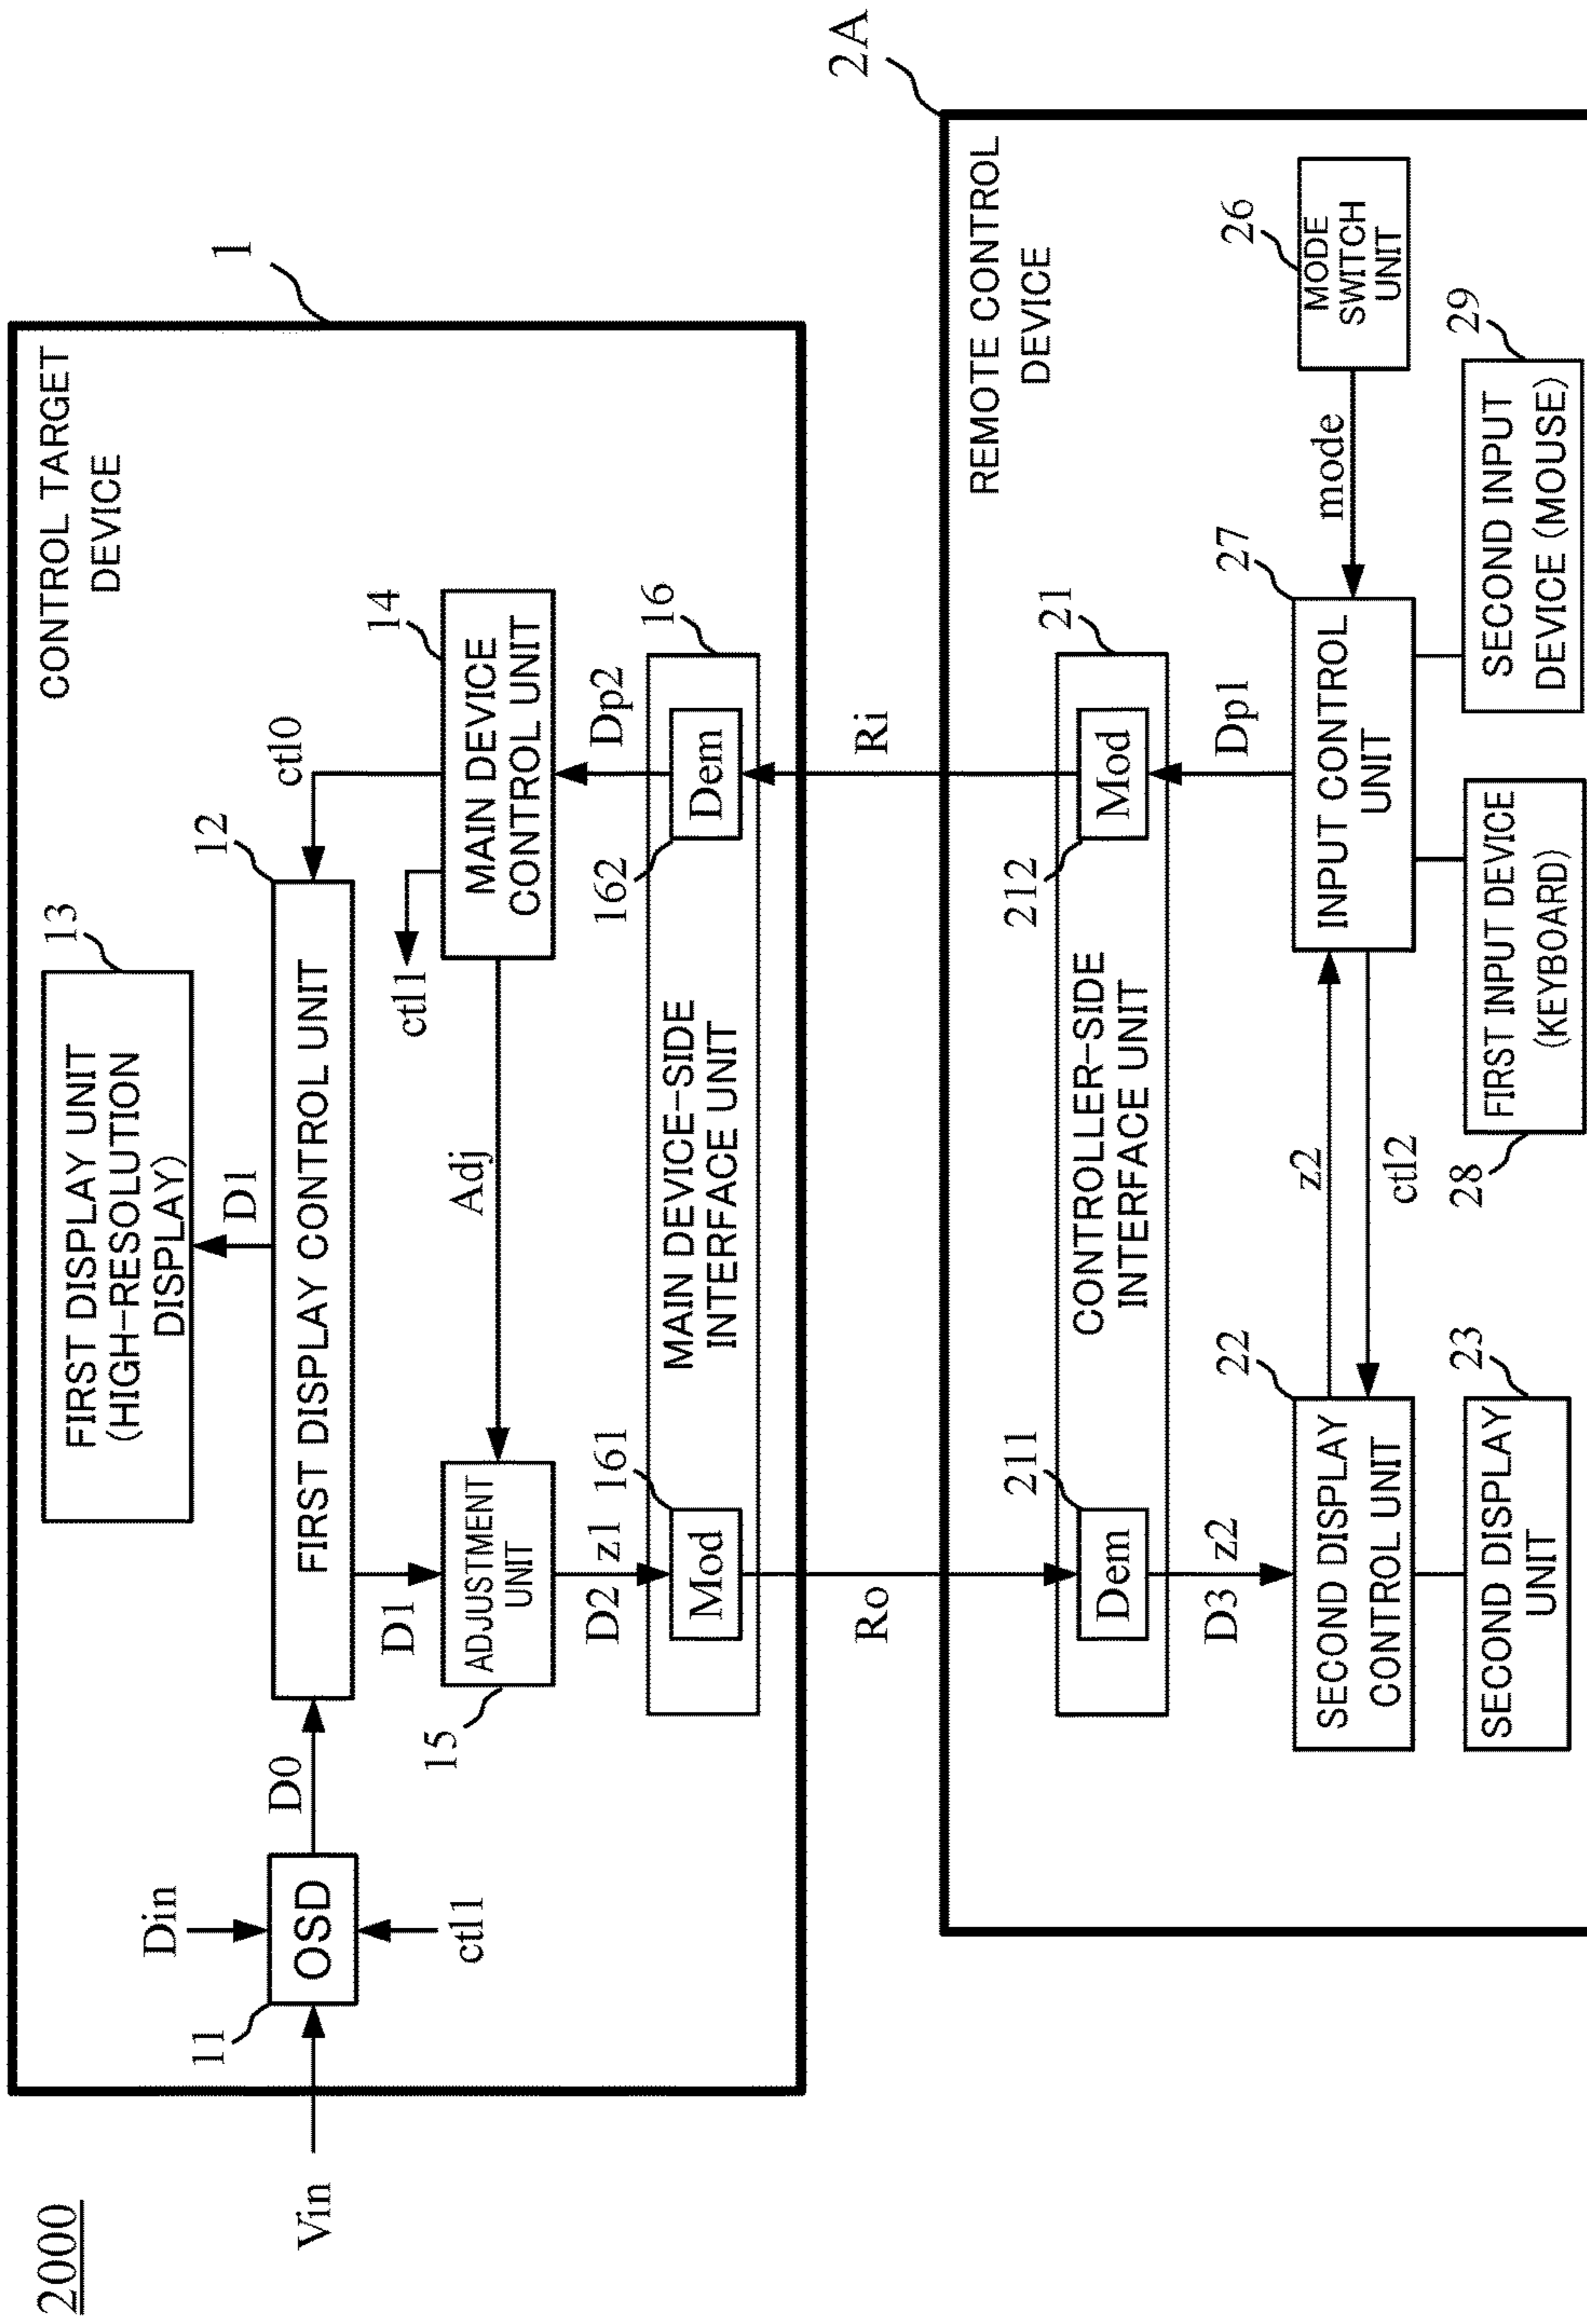 2000
CONTROL TARGET
DEVICE
1
Vin
Din
11
OSD
ctl1
D0
FIRST DISPLAY UNIT
(HIGH-RESOLUTION
DISPLAY)
13
D1
12
FIRST DISPLAY CONTROL UNIT
ctl0
ctl1
14
MAIN DEVICE
CONTROL UNIT
D1
Adj
15
ADJUSTMENT
UNIT
D2
z1
Dp2
161
Mod
MAIN DEVICE-SIDE
INTERFACE UNIT
162
Dem
16
Ro
Ri
2A
REMOTE CONTROL
DEVICE
211
Dem
CONTROLLER-SIDE
INTERFACE UNIT
212
Mod
21
D3
z2
Dp1
22
SECOND DISPLAY
CONTROL UNIT
z2
ctl2
27
INPUT CONTROL
UNIT
mode
26
MODE
SWITCH
UNIT
23
SECOND DISPLAY
UNIT
28
FIRST INPUT DEVICE
(KEYBOARD)
29
SECOND INPUT
DEVICE (MOUSE)